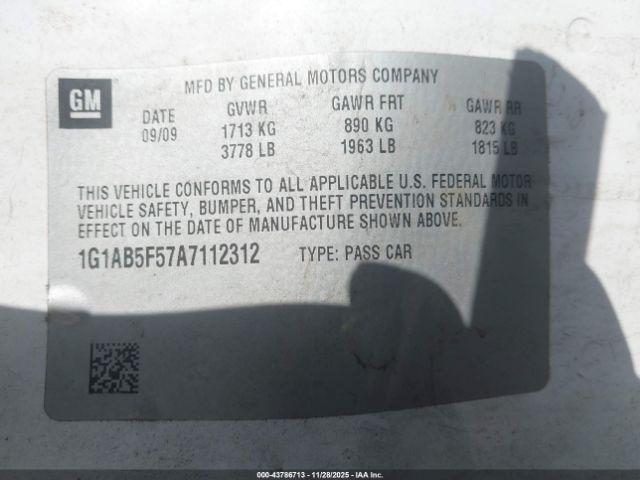 MFD BY GENERAL MOTORS COMPANY
GM
DATE GVWR GAWR FRT GAWR RR
09/09 1713 KG 890 KG 823 KG
3778 LB 1963 LB 1815 LB
THIS VEHICLE CONFORMS TO ALL APPLICABLE U.S. FEDERAL MOTOR
VEHICLE SAFETY, BUMPER, AND THEFT PREVENTION STANDARDS IN
EFFECT ON THE DATE OF MANUFACTURE SHOWN ABOVE.
1G1AB5F57A7112312 TYPE: PASS CAR
000-43786713 - 11/28/2025 - IAA Inc.